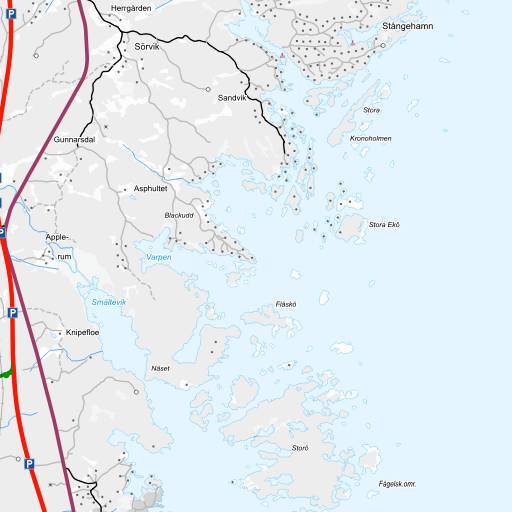 Herrgården
Stångehamn
Sörvik
Sandvik
Stora
Gunnarsdal
Kronoholmen
Asphultet
Blackudd
Stora Ekö
Apple-
rum
Varpen
Smältevik
Fläskö
Knipefloe
Näset
Storö
Fågelsk.omr.
P
P
P
P